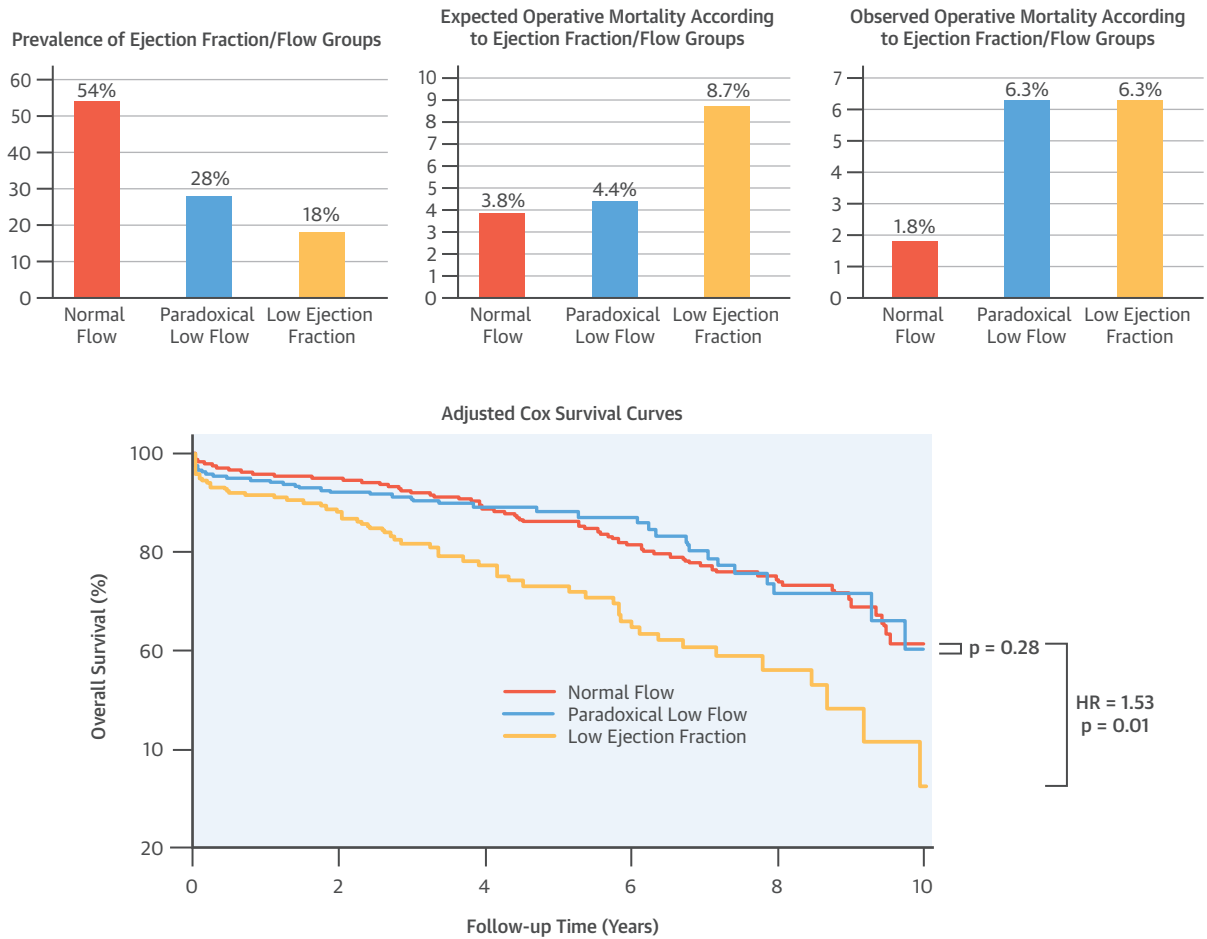 Prevalence of Ejection Fraction/Flow Groups
60
50
40
30
20
10
0
54%
28%
18%
Normal
Flow
Paradoxical
Low Flow
Low Ejection
Fraction
Expected Operative Mortality According
to Ejection Fraction/Flow Groups
10
9
8
7
6
5
4
3
2
1
0
3.8%
4.4%
8.7%
Normal
Flow
Paradoxical
Low Flow
Low Ejection
Fraction
Observed Operative Mortality According
to Ejection Fraction/Flow Groups
7
6
5
4
3
2
1
0
1.8%
6.3%
6.3%
Normal
Flow
Paradoxical
Low Flow
Low Ejection
Fraction
Adjusted Cox Survival Curves
Overall Survival (%)
100
80
60
10
20
Normal Flow
Paradoxical Low Flow
Low Ejection Fraction
p = 0.28
HR = 1.53
p = 0.01
0
2
4
6
8
10
Follow-up Time (Years)